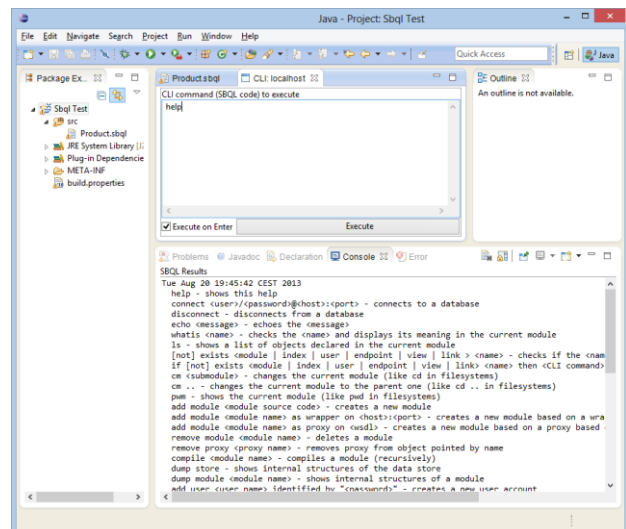 Java - Project: Sbql Test
File Edit Navigate Search Project Run Window Help
Quick Access
Java
Package Ex...
Product.sbql
CLI: localhost
Outline
CLI command (SBQL code) to execute
An outline is not available.
help
Sbql Test
src
Product.sbql
JRE System Library [J
Plug-in Dependencie
META-INF
build.properties
Execute on Enter
Execute
Problems @ Javadoc Declaration Console Error
SBQL Results
Tue Aug 20 19:45:42 CEST 2013
help - shows this help
connect <user>/<password>@<host>:<port> - connects to a database
disconnect - disconnects from a database
echo <message> - echoes the <message>
whatis <name> - checks the <name> and displays its meaning in the current module
ls - shows a list of objects declared in the current module
[not] exists <module | index | user | endpoint | view | link > <name> - checks if the <nam
if [not] exists <module | index | user | endpoint | view | link> <name> then <CLI command>
cm <submodule> - changes the current module (like cd in filesystems)
cm .. - changes the current module to the parent one (like cd .. in filesystems)
pwm - shows the current module (like pwd in filesystems)
add module <module source code> - creates a new module
add module <module name> as wrapper on <host>:<port> - creates a new module based on a wra
add module <module name> as proxy on <wsdl> - creates a new module based on a proxy based
remove module <module name> - deletes a module
remove proxy <proxy name> - removes proxy from object pointed by name
compile <module name> - compiles a module (recursively)
dump store - shows internal structures of the data store
dump module <module name> - shows internal structures of a module
add user <user name> identified by "<password>" - creates a new user account